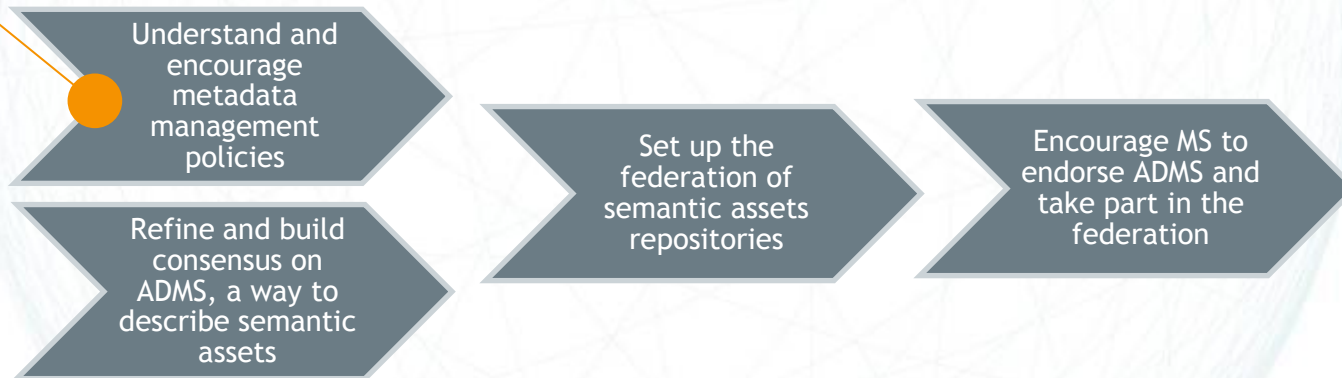 Understand and
encourage
metadata
management
policies
Refine and build
consensus on
ADMS, a way to
describe semantic
assets
Set up the
federation of
semantic assets
repositories
Encourage MS to
endorse ADMS and
take part in the
federation